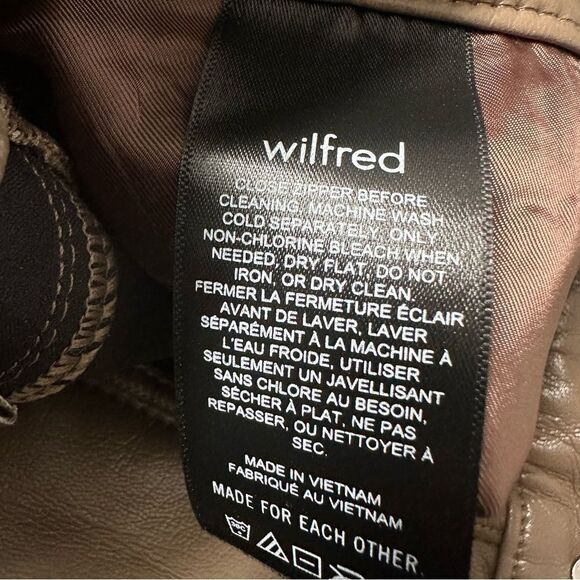 wilfred
CLOSE ZIPPER BEFORE
CLEANING, MACHINE WASH
COLD SEPARATELY, ONLY
NON-CHLORINE BLEACH WHEN
NEEDED, DRY FLAT, DO NOT
IRON, OR DRY CLEAN.
FERMER LA FERMETURE ÉCLAIR
AVANT DE LAVER, LAVER
SÉPARÉMENT À LA MACHINE À
L'EAU FROIDE, UTILISER
SEULEMENT UN JAVELLISANT
SANS CHLORE AU BESOIN,
SÉCHER À PLAT, NE PAS
REPASSER, OU NETTOYER À
SEC.
MADE IN VIETNAM
FABRIQUÉ AU VIETNAM
MADE FOR EACH OTHER.
30C